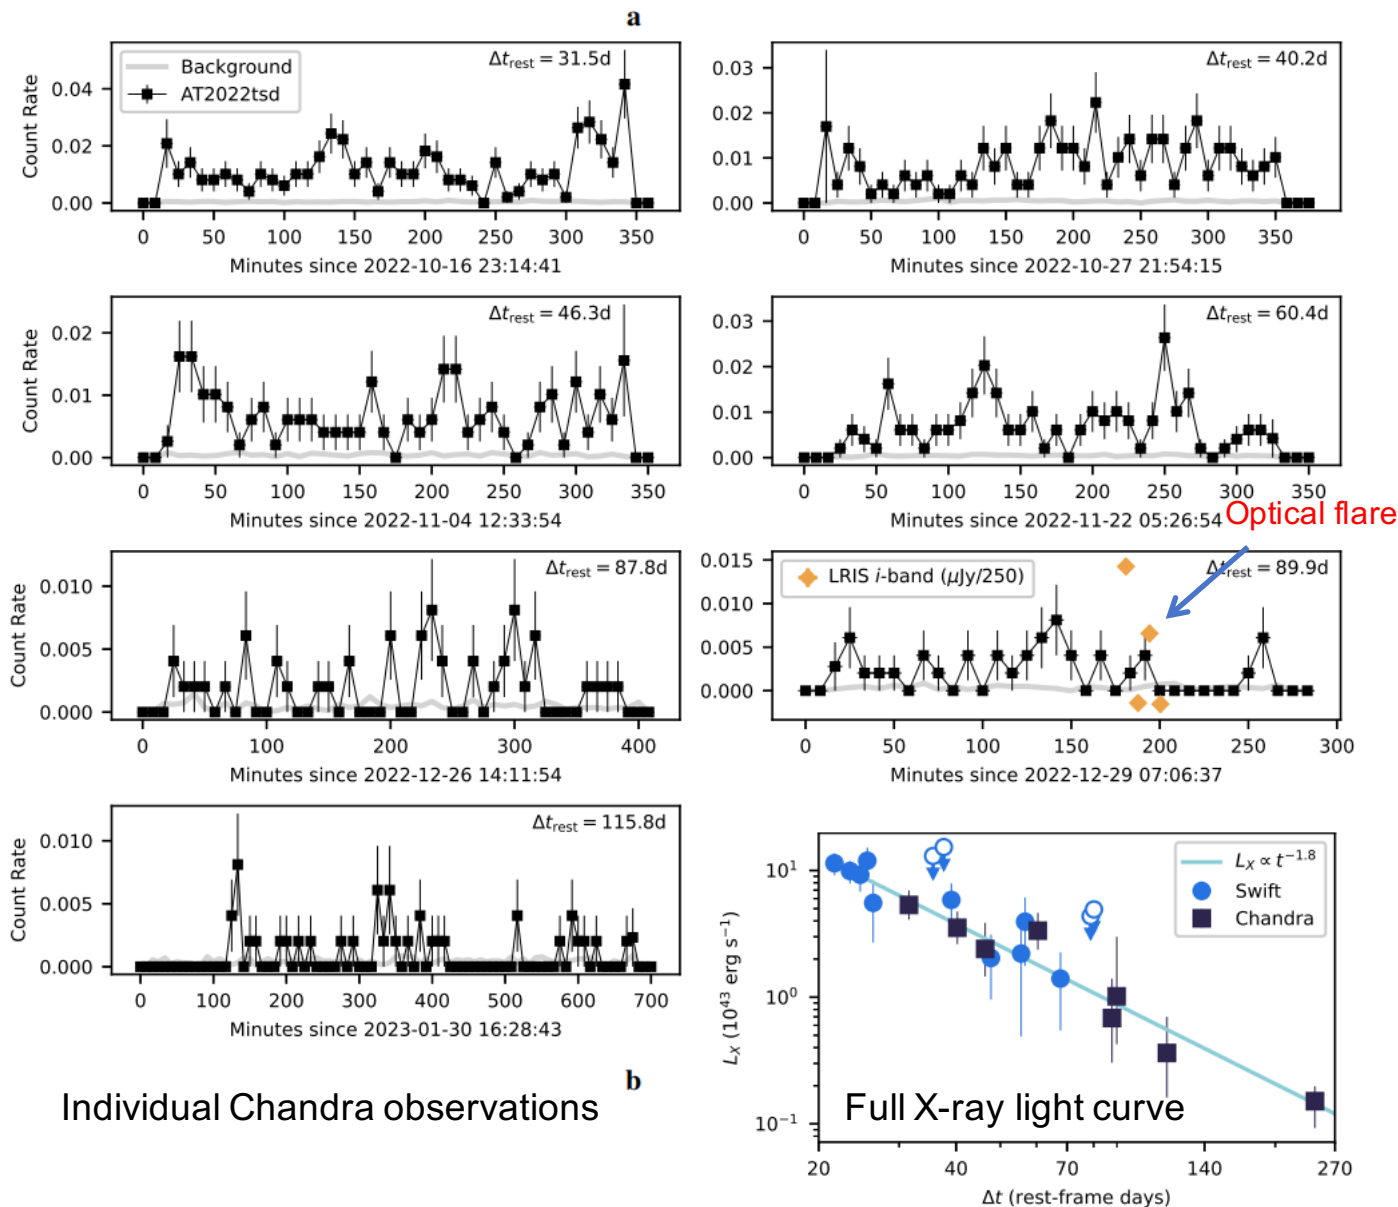 a
Background
AT2022tsd
Δt_rest = 31.5d
Count Rate
0.04
0.02
0.00
0 50 100 150 200 250 300 350
Minutes since 2022-10-16 23:14:41
Δt_rest = 40.2d
0.03
0.02
0.01
0.00
0 50 100 150 200 250 300 350
Minutes since 2022-10-27 21:54:15
Δt_rest = 46.3d
Count Rate
0.02
0.01
0.00
0 50 100 150 200 250 300 350
Minutes since 2022-11-04 12:33:54
Δt_rest = 60.4d
0.03
0.02
0.01
0.00
0 50 100 150 200 250 300 350
Minutes since 2022-11-22 05:26:54
Optical flare
Δt_rest = 87.8d
Count Rate
0.010
0.005
0.000
0 100 200 300 400
Minutes since 2022-12-26 14:11:54
LRIS i-band (μJy/250)
Δt_rest = 89.9d
0.015
0.010
0.005
0.000
0 50 100 150 200 250 300
Minutes since 2022-12-29 07:06:37
Δt_rest = 115.8d
Count Rate
0.010
0.005
0.000
0 100 200 300 400 500 600 700
Minutes since 2023-01-30 16:28:43
b
Individual Chandra observations
L_X ∝ t^−1.8
Swift
Chandra
L_X (10^43 erg s^−1)
10^1
10^0
10^−1
Full X-ray light curve
20 40 70 140 270
Δt (rest-frame days)